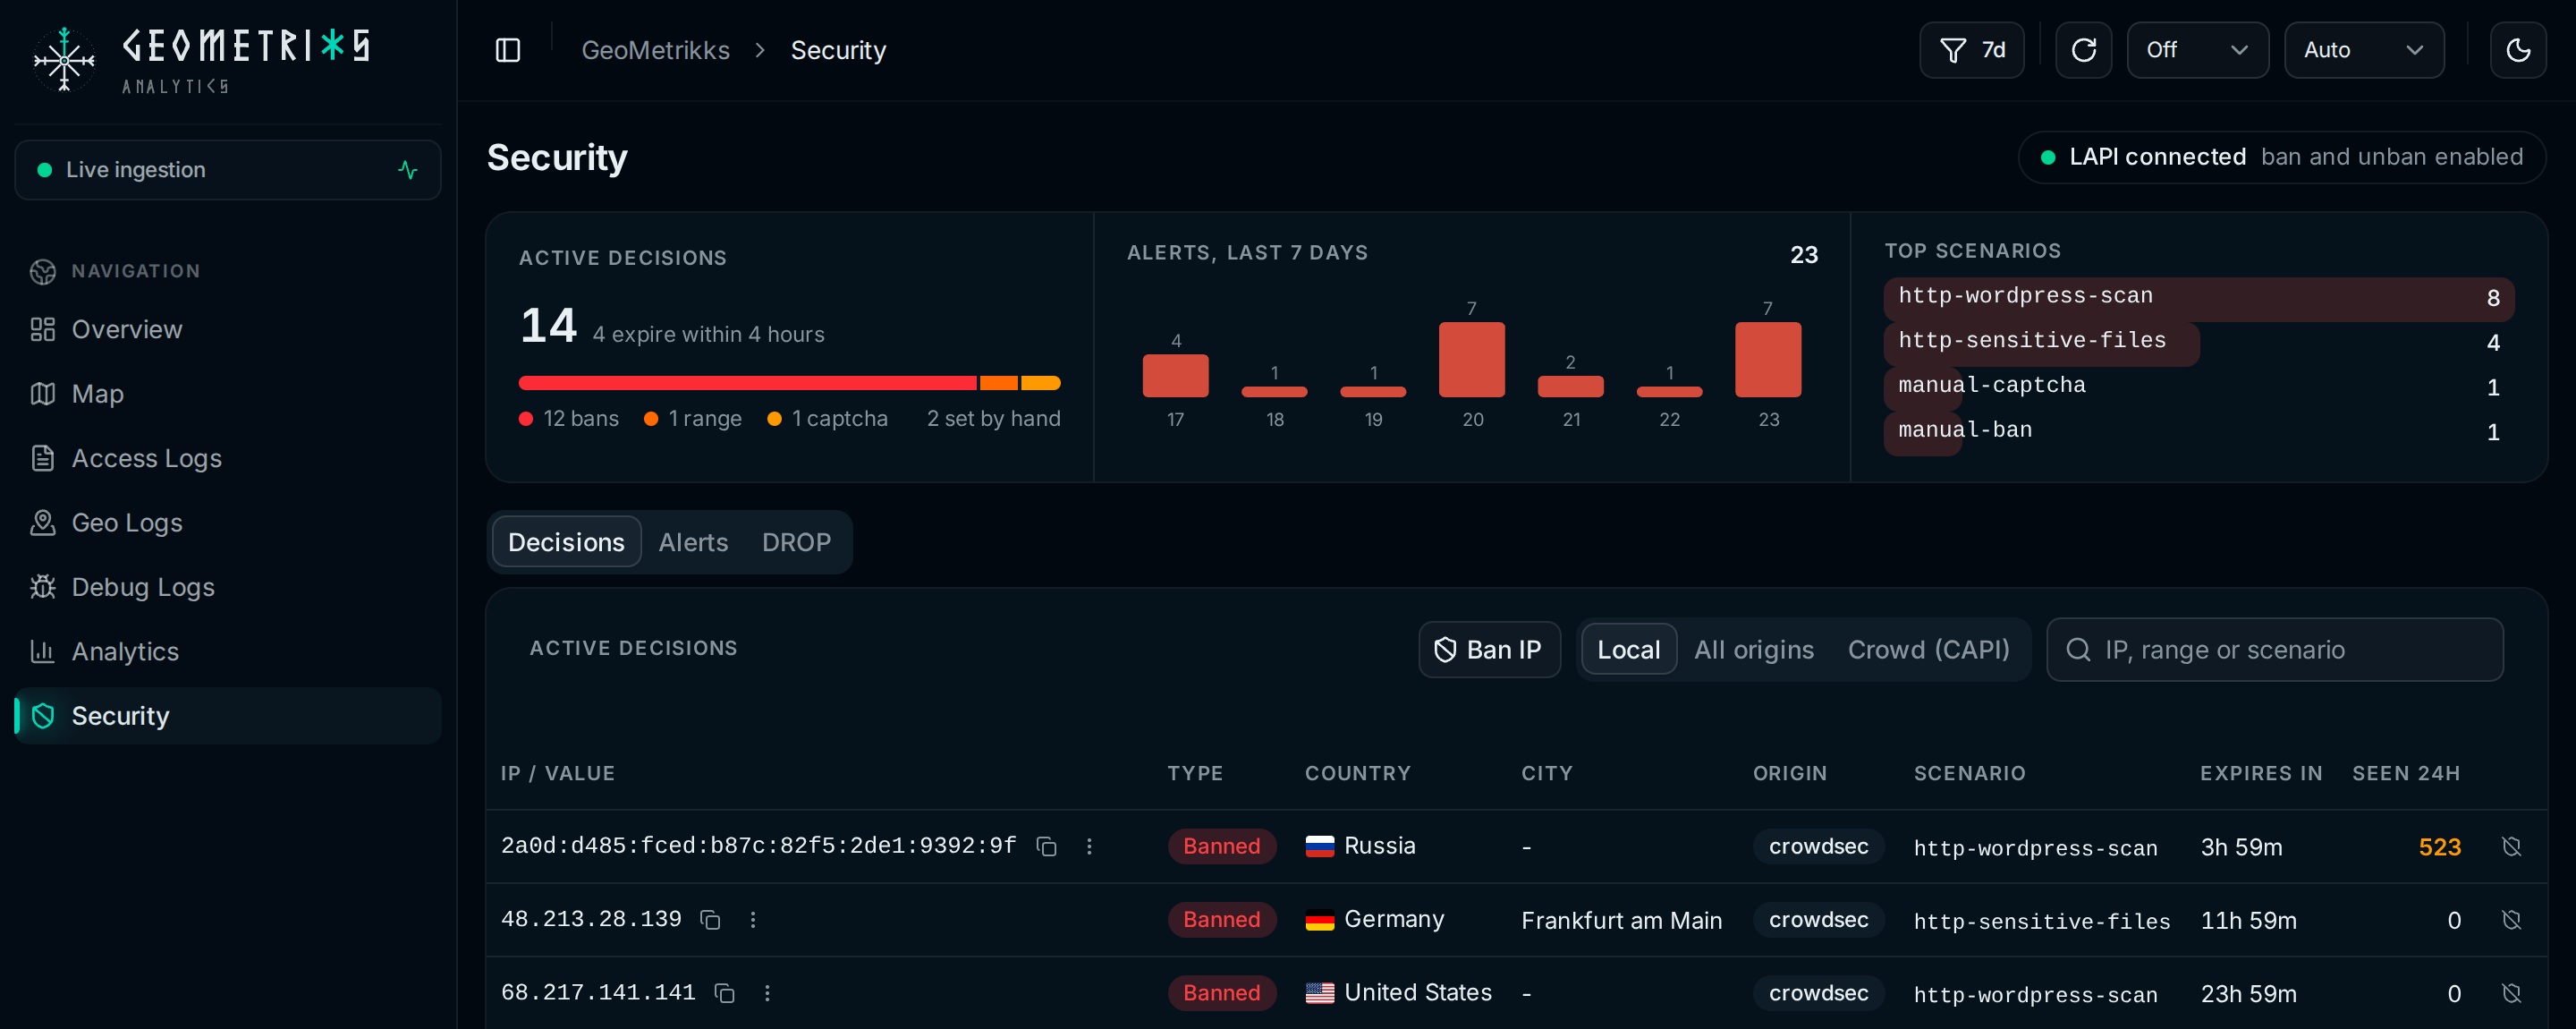 GEOMETRIKS
ANALYTICS
Live ingestion
NAVIGATION
Overview
Map
Access Logs
Geo Logs
Debug Logs
Analytics
Security
GeoMetrikks > Security
7d
Off
Auto
Security
LAPI connected ban and unban enabled
ACTIVE DECISIONS
14 4 expire within 4 hours
12 bans 1 range 1 captcha 2 set by hand
ALERTS, LAST 7 DAYS 23
4 1 1 7 2 1 7
17 18 19 20 21 22 23
TOP SCENARIOS
http-wordpress-scan 8
http-sensitive-files 4
manual-captcha 1
manual-ban 1
Decisions Alerts DROP
ACTIVE DECISIONS
Ban IP Local All origins Crowd (CAPI) IP, range or scenario
IP / VALUE TYPE COUNTRY CITY ORIGIN SCENARIO EXPIRES IN SEEN 24H
2a0d:d485:fced:b87c:82f5:2de1:9392:9f Banned Russia - crowdsec http-wordpress-scan 3h 59m 523
48.213.28.139 Banned Germany Frankfurt am Main crowdsec http-sensitive-files 11h 59m 0
68.217.141.141 Banned United States - crowdsec http-wordpress-scan 23h 59m 0